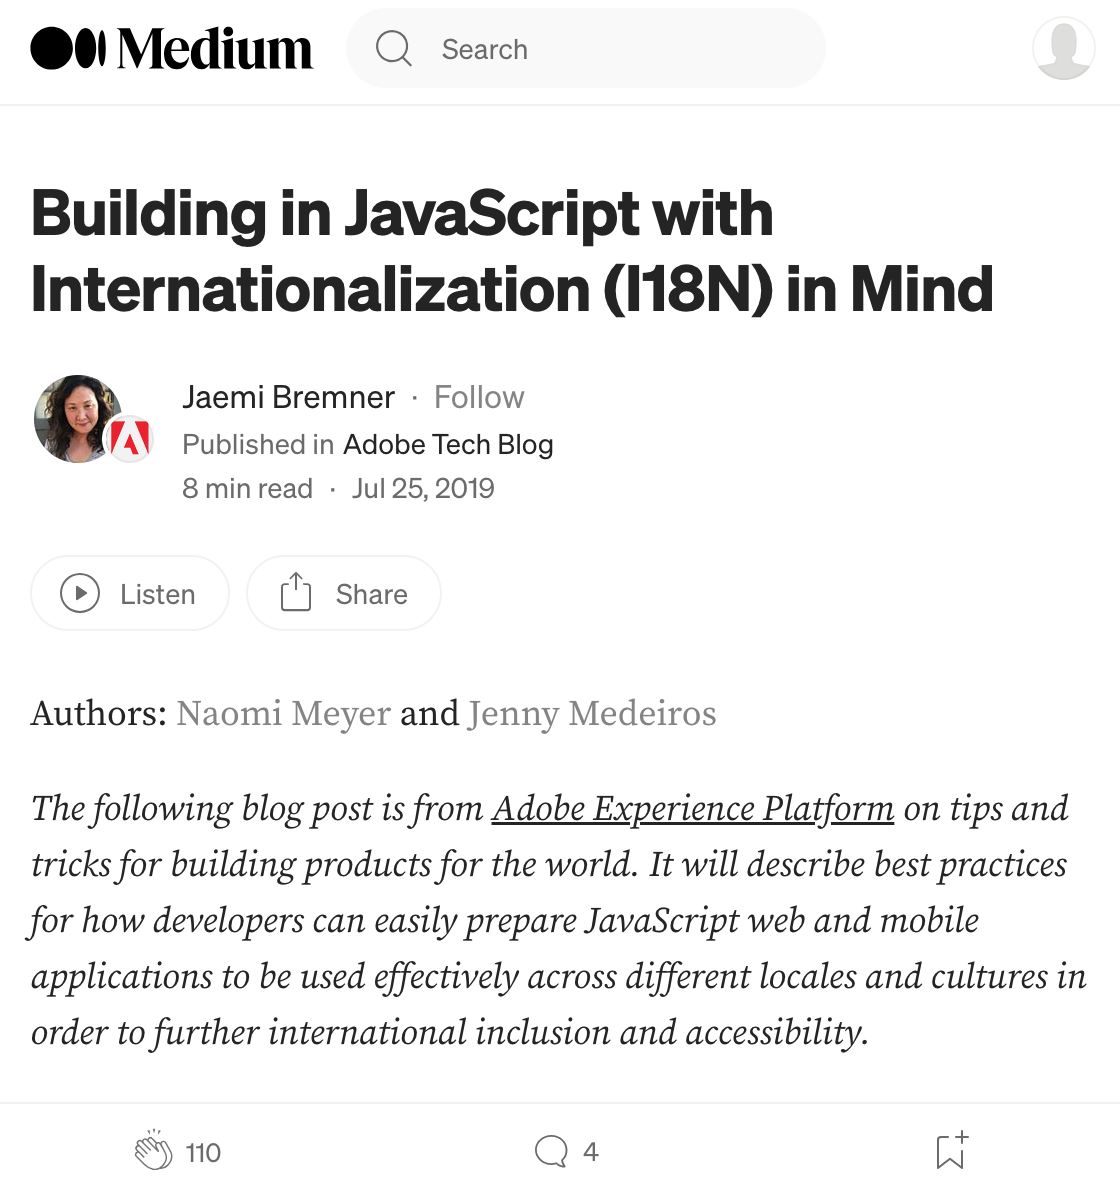 Medium
Search
Building in JavaScript with
Internationalization (I18N) in Mind
Jaemi Bremner · Follow
Published in Adobe Tech Blog
8 min read · Jul 25, 2019
Listen
Share
Authors: Naomi Meyer and Jenny Medeiros
The following blog post is from Adobe Experience Platform on tips and
tricks for building products for the world. It will describe best practices
for how developers can easily prepare JavaScript web and mobile
applications to be used effectively across different locales and cultures in
order to further international inclusion and accessibility.
110
4